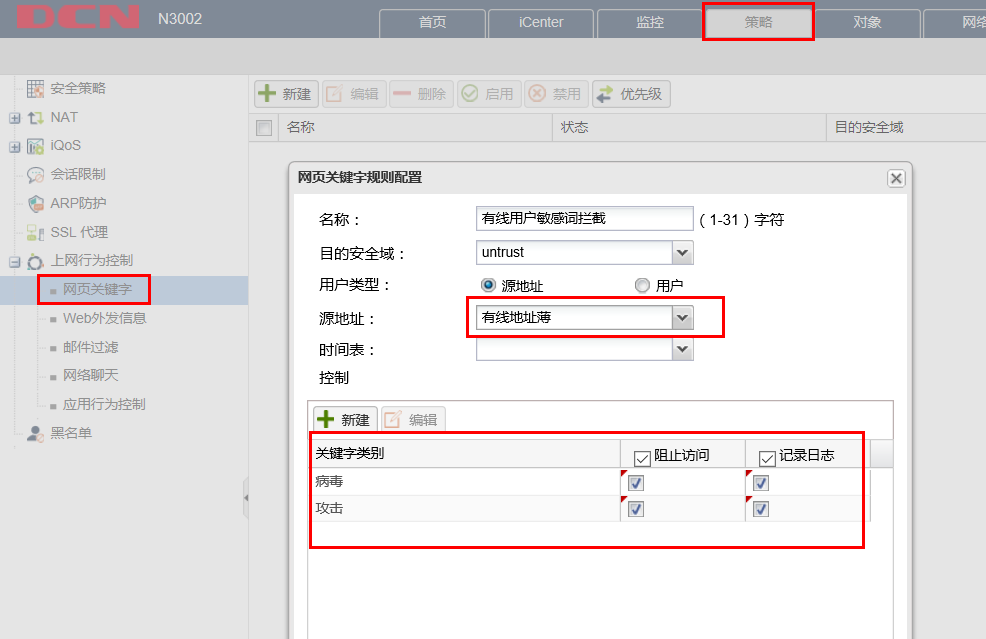 DCN N3002 首页 iCenter 监控 策略 对象 网络
安全策略
NAT
iQoS
会话限制
ARP防护
SSL 代理
上网行为控制
网页关键字
Web外发信息
邮件过滤
网络聊天
应用行为控制
黑名单
新建 编辑 删除 启用 禁用 优先级
名称 状态 目的安全域
网页关键字规则配置
名称： 有线用户敏感词拦截 （1-31）字符
目的安全域： untrust
用户类型： 源地址 用户
源地址： 有线地址薄
时间表：
控制
新建 编辑
关键字类别 阻止访问 记录日志
病毒
攻击